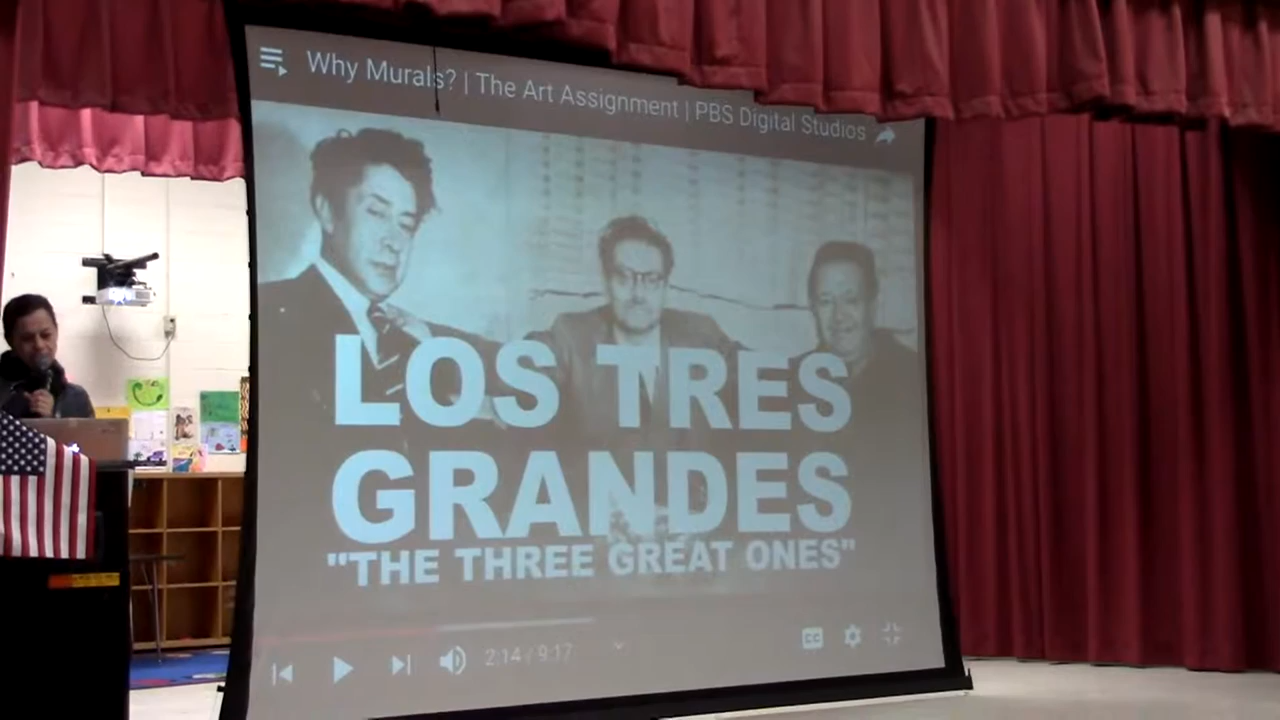 Why Murals? | The Art Assignment | PBS Digital Studios
LOS TRES
GRANDES
"THE THREE GREAT ONES"
2:14 / 9:17
CC